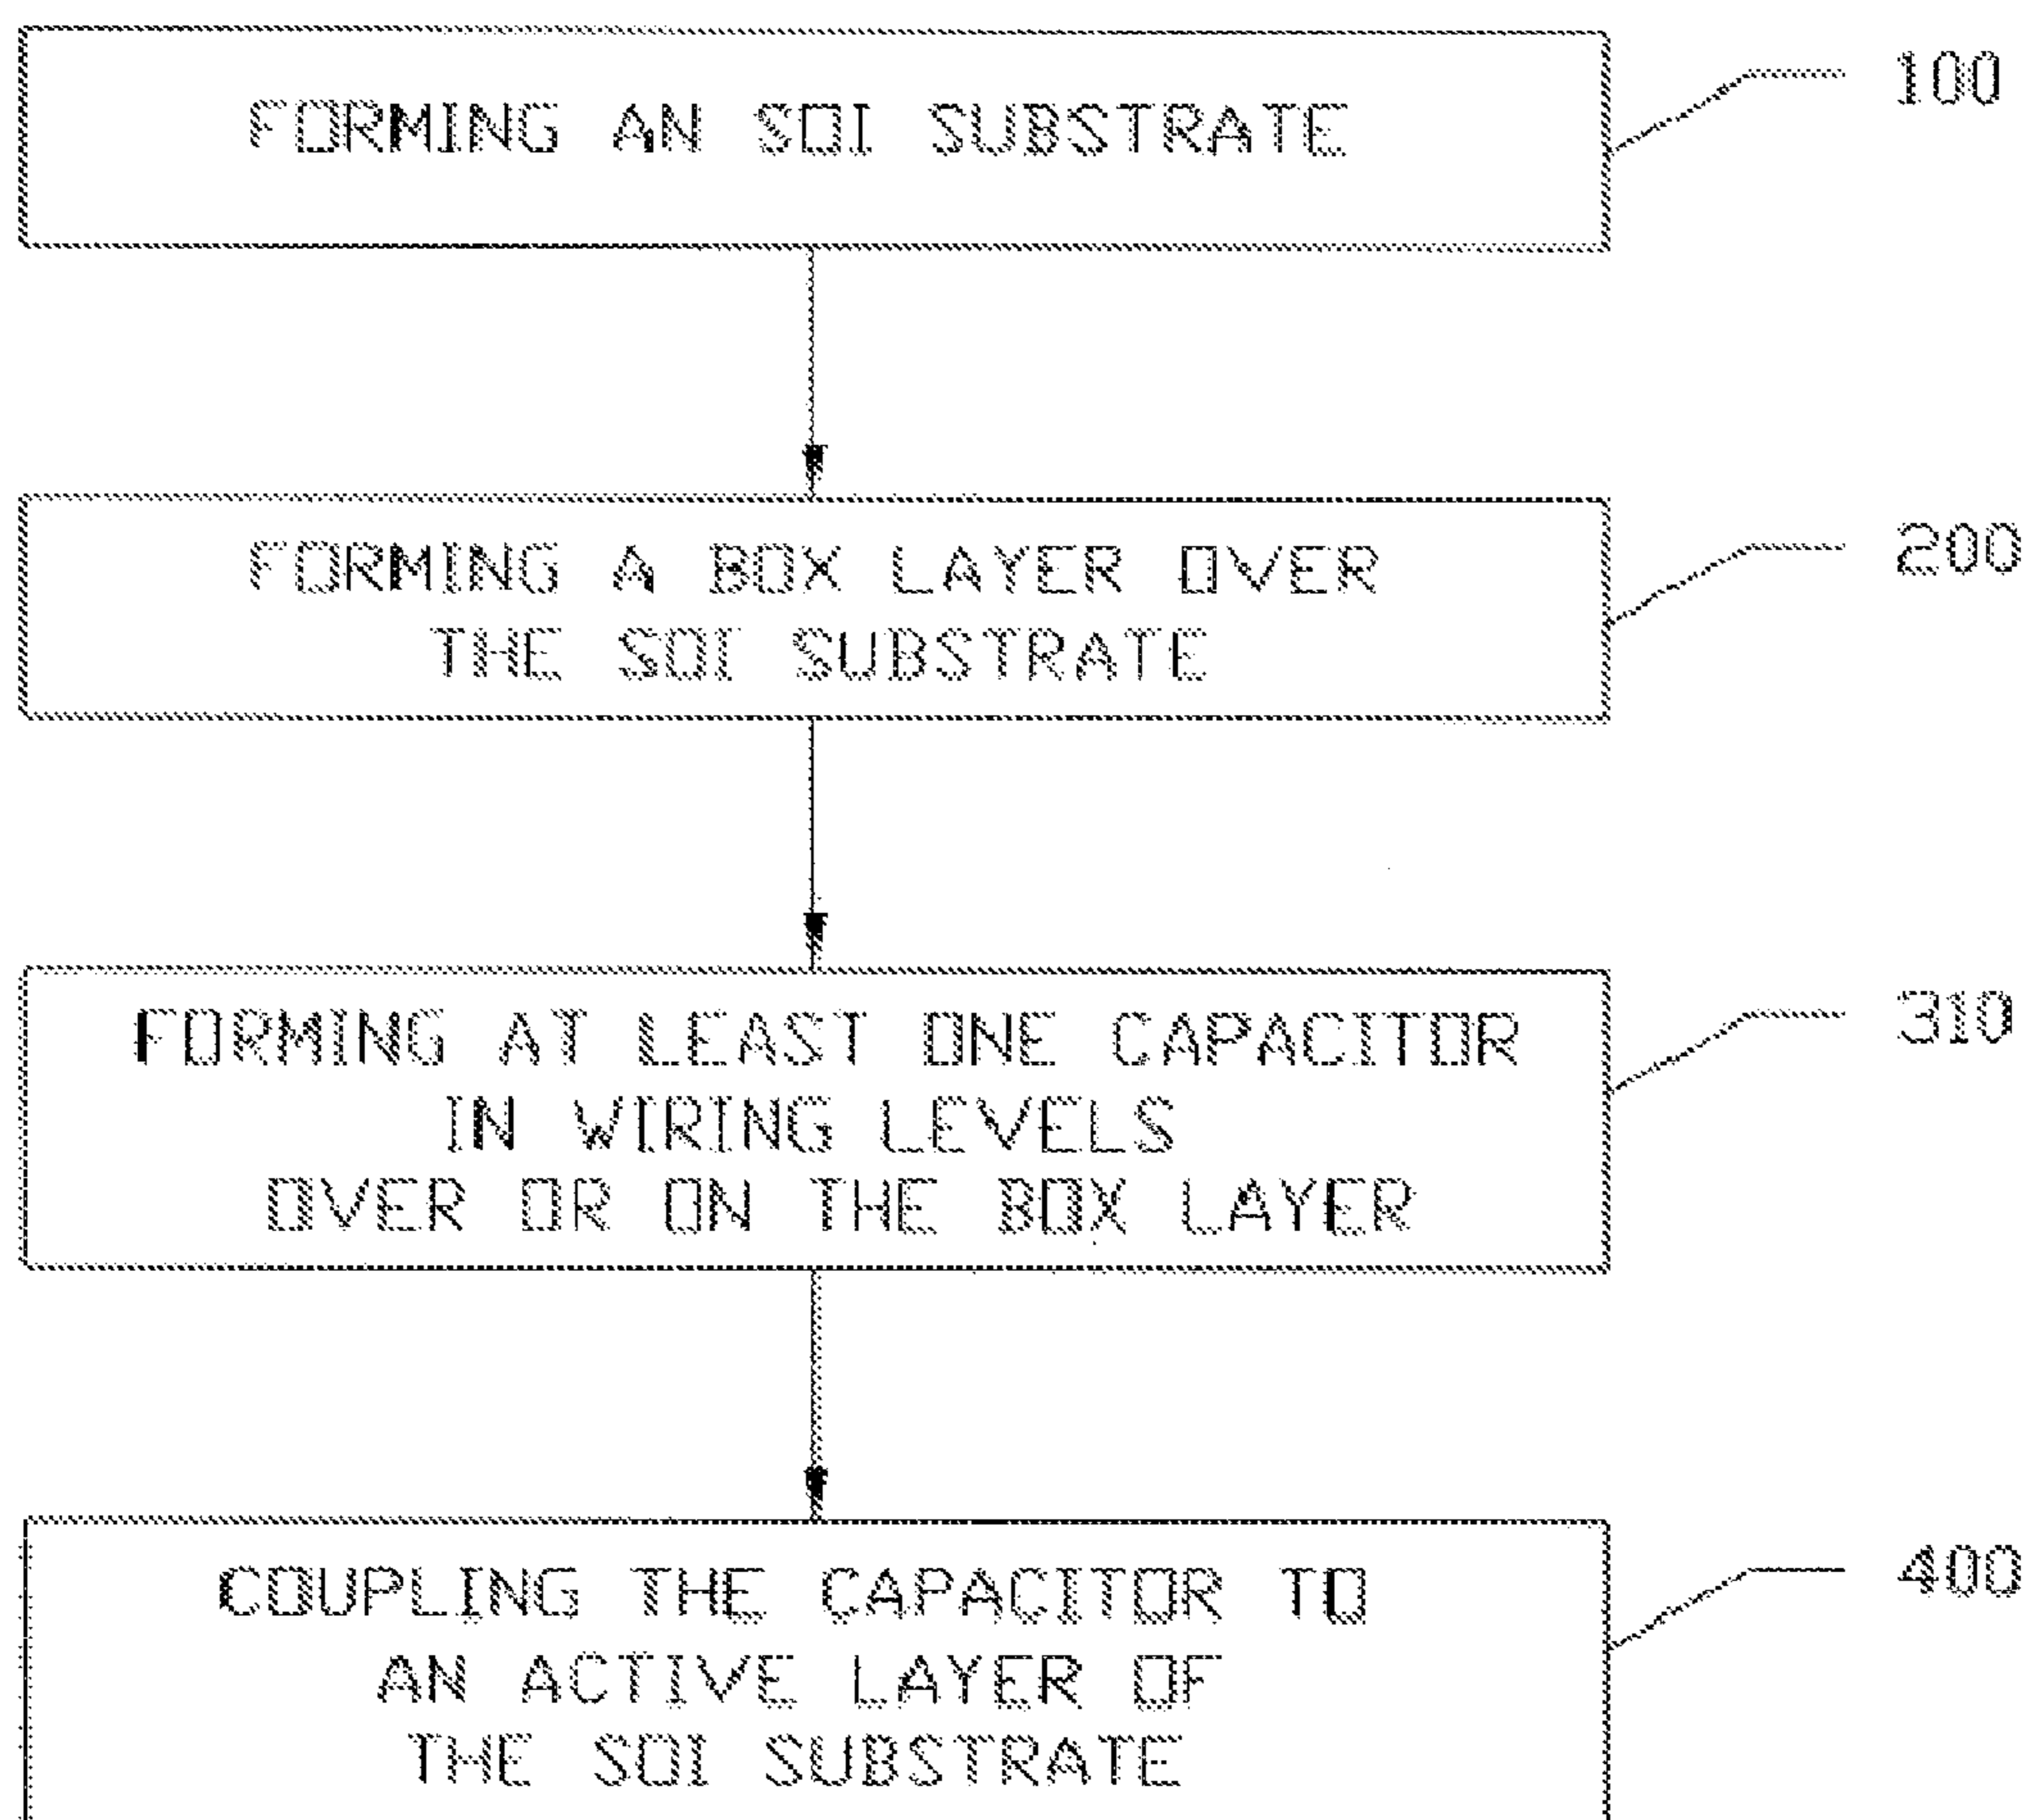 FORMING AN SOI SUBSTRATE
100
FORMING A BOX LAYER OVER
THE SOI SUBSTRATE
200
FORMING AT LEAST ONE CAPACITOR
IN WIRING LEVELS
OVER OR ON THE BOX LAYER
310
COUPLING THE CAPACITOR TO
AN ACTIVE LAYER OF
THE SOI SUBSTRATE
400